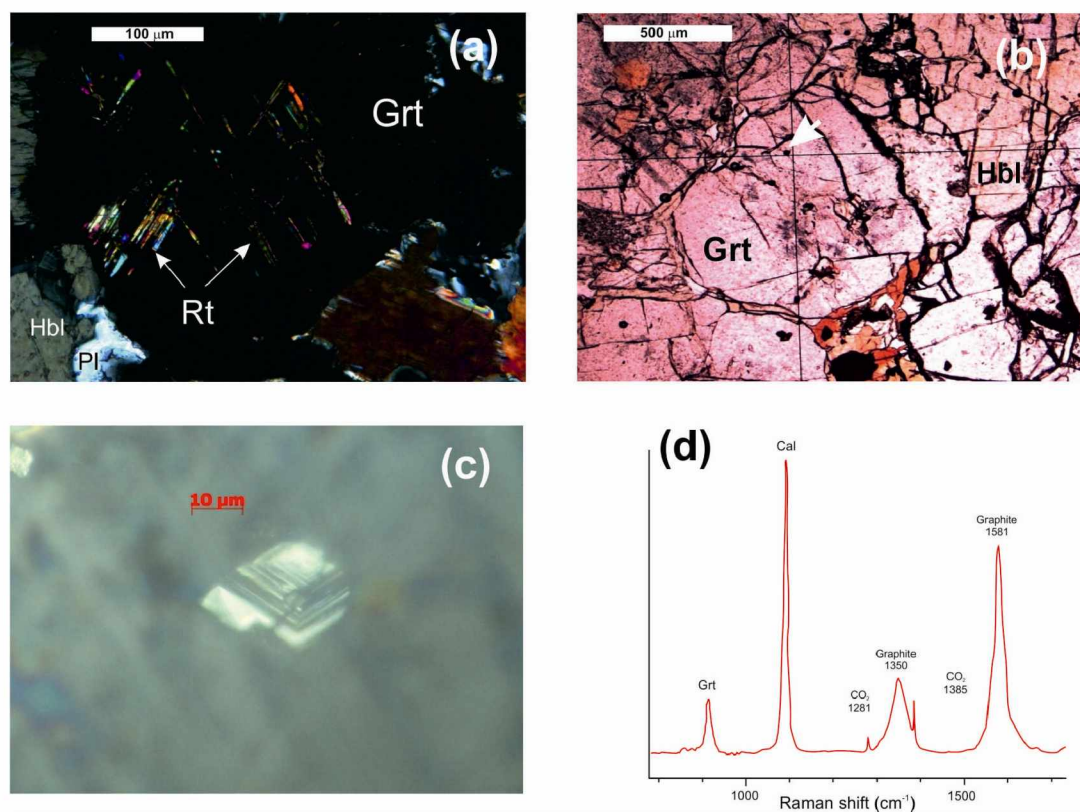 100 μm
(a)
Grt
Rt
Hbl
Pl
500 μm
(b)
Hbl
Grt
(c)
10 μm
(d)
Cal
Graphite
1581
Graphite
1350
CO₂
1385
CO₂
1281
Grt
1000
1500
Raman shift (cm⁻¹)